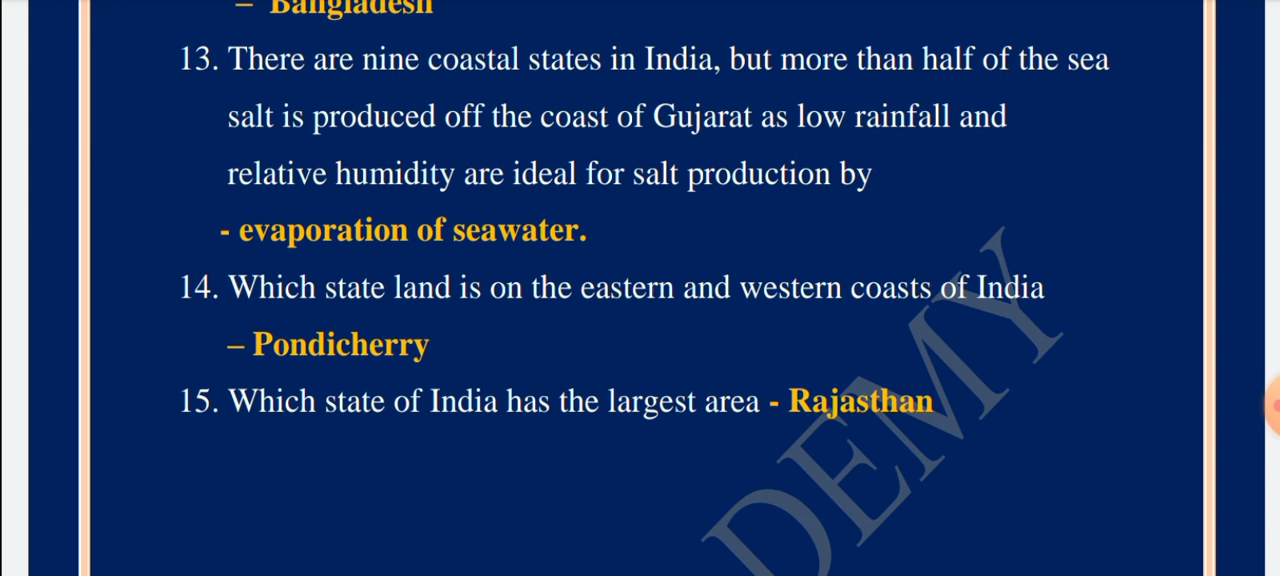 – Bangladesh
13. There are nine coastal states in India, but more than half of the sea
salt is produced off the coast of Gujarat as low rainfall and
relative humidity are ideal for salt production by
- evaporation of seawater.
14. Which state land is on the eastern and western coasts of India
– Pondicherry
15. Which state of India has the largest area - Rajasthan
DEMY